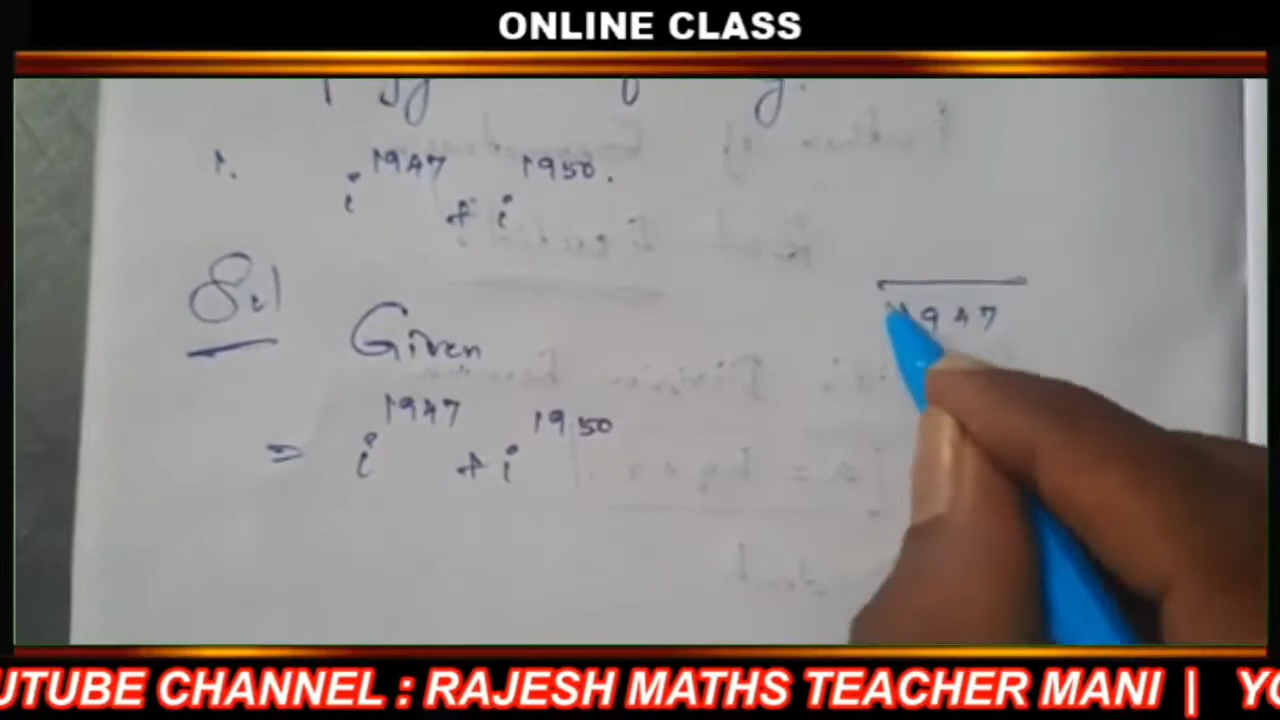 ONLINE CLASS
1. i^1947 + i^1950.
Sol
Given
1947
= i^1947 + i^1950
UTUBE CHANNEL : RAJESH MATHS TEACHER MANI | YO